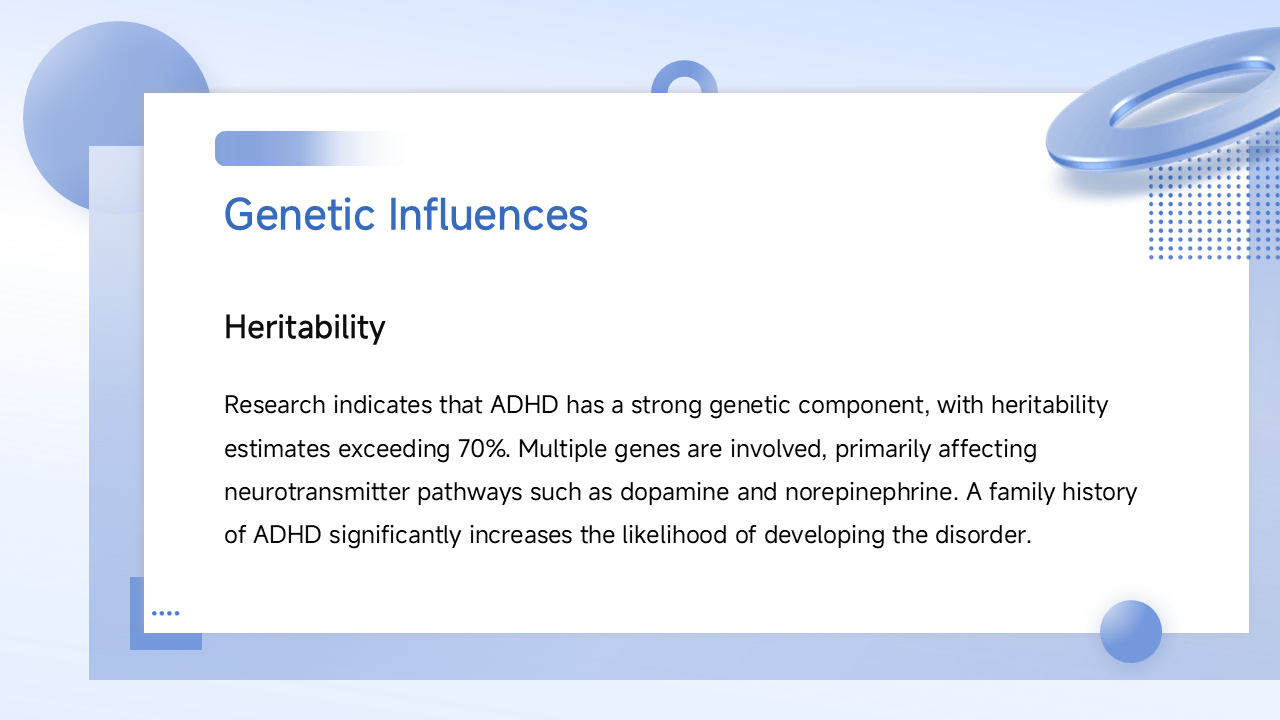 Genetic Influences
Heritability
Research indicates that ADHD has a strong genetic component, with heritability
estimates exceeding 70%. Multiple genes are involved, primarily affecting
neurotransmitter pathways such as dopamine and norepinephrine. A family history
of ADHD significantly increases the likelihood of developing the disorder.